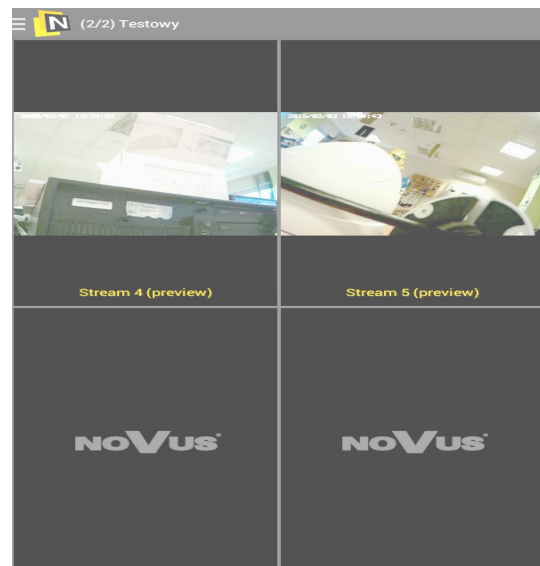 N (2/2) Testowy
Stream 4 (preview)
Stream 5 (preview)
NOVUS
NOVUS